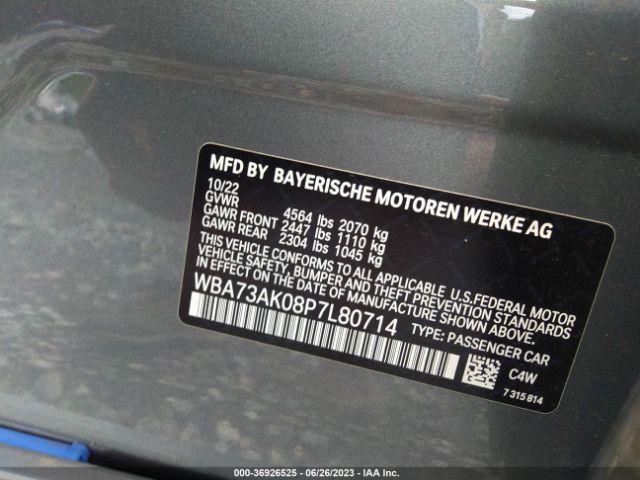 MFD BY BAYERISCHE MOTOREN WERKE AG
10/22
GVWR 4564 lbs 2070 kg
GAWR FRONT 2447 lbs 1110 kg
GAWR REAR 2304 lbs 1045 kg
THIS VEHICLE CONFORMS TO ALL APPLICABLE U.S. FEDERAL MOTOR
VEHICLE SAFETY, BUMPER AND THEFT PREVENTION STANDARDS
IN EFFECT ON THE DATE OF MANUFACTURE SHOWN ABOVE.
WBA73AK08P7L80714
TYPE: PASSENGER CAR
C4W
7 315 814
000-36926525 - 06/26/2023 - IAA Inc.